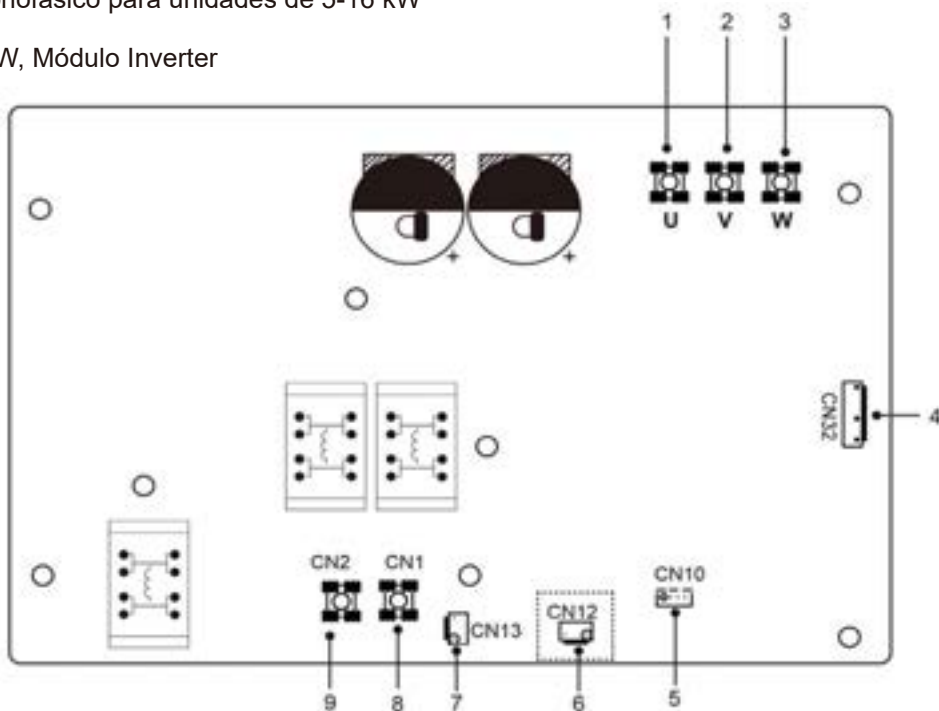 para unidades de 5-16 kW
W, Módulo Inverter
1 2 3
U V W
+ +
CN32
4
CN2 CN1
CN10
CN12
CN13
9 8 7 6 5